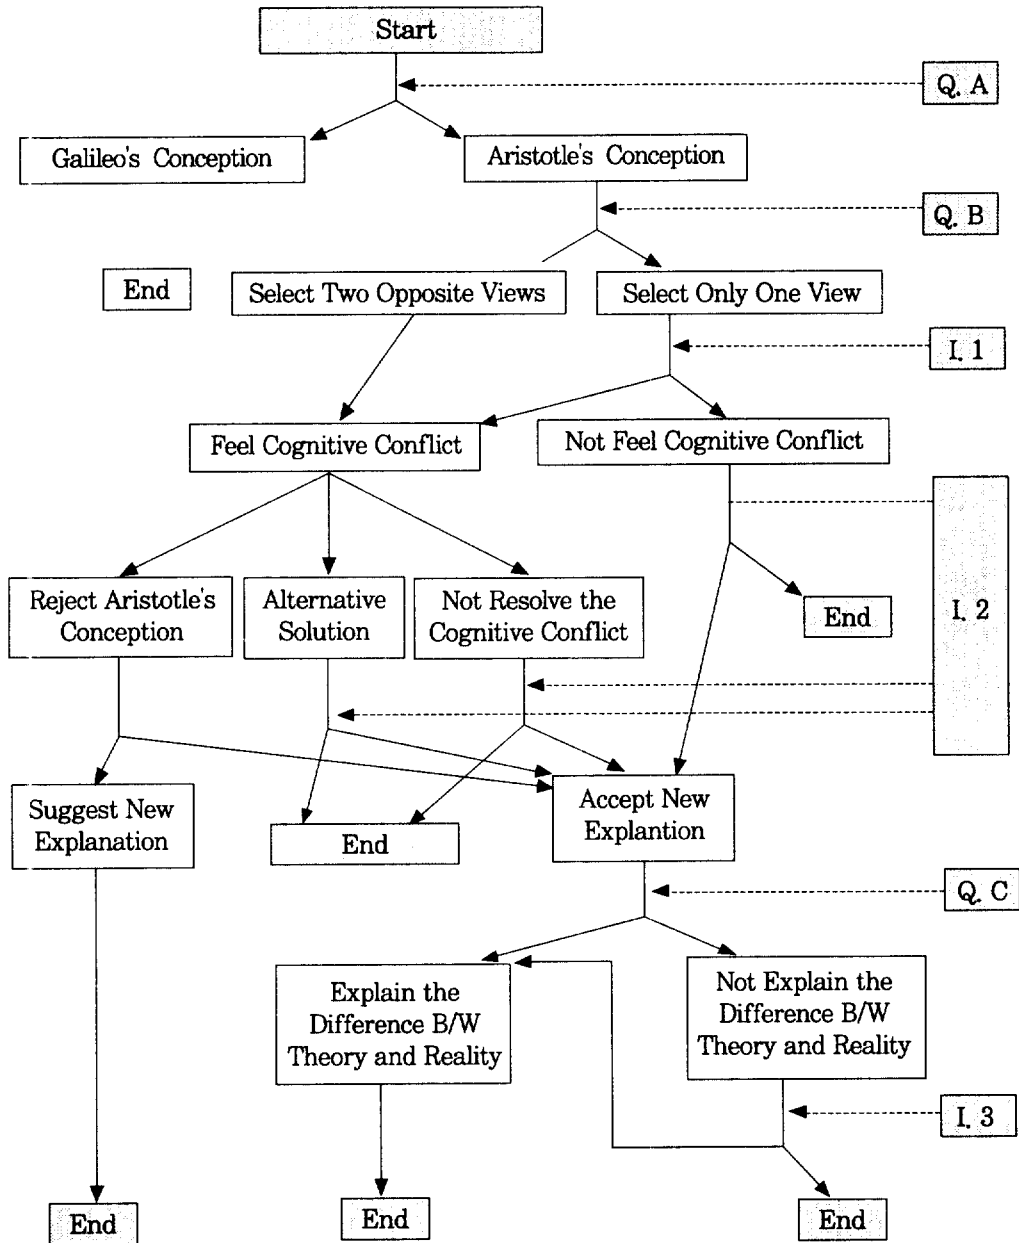 Start
Q. A
Galileo's Conception
Aristotle's Conception
Q. B
End
Select Two Opposite Views
Select Only One View
I. 1
Feel Cognitive Conflict
Not Feel Cognitive Conflict
Reject Aristotle's
Conception
Alternative
Solution
Not Resolve the
Cognitive Conflict
End
I. 2
Suggest New
Explanation
End
Accept New
Explantion
Q. C
Explain the
Difference B/W
Theory and Reality
Not Explain the
Difference B/W
Theory and Reality
I. 3
End
End
End